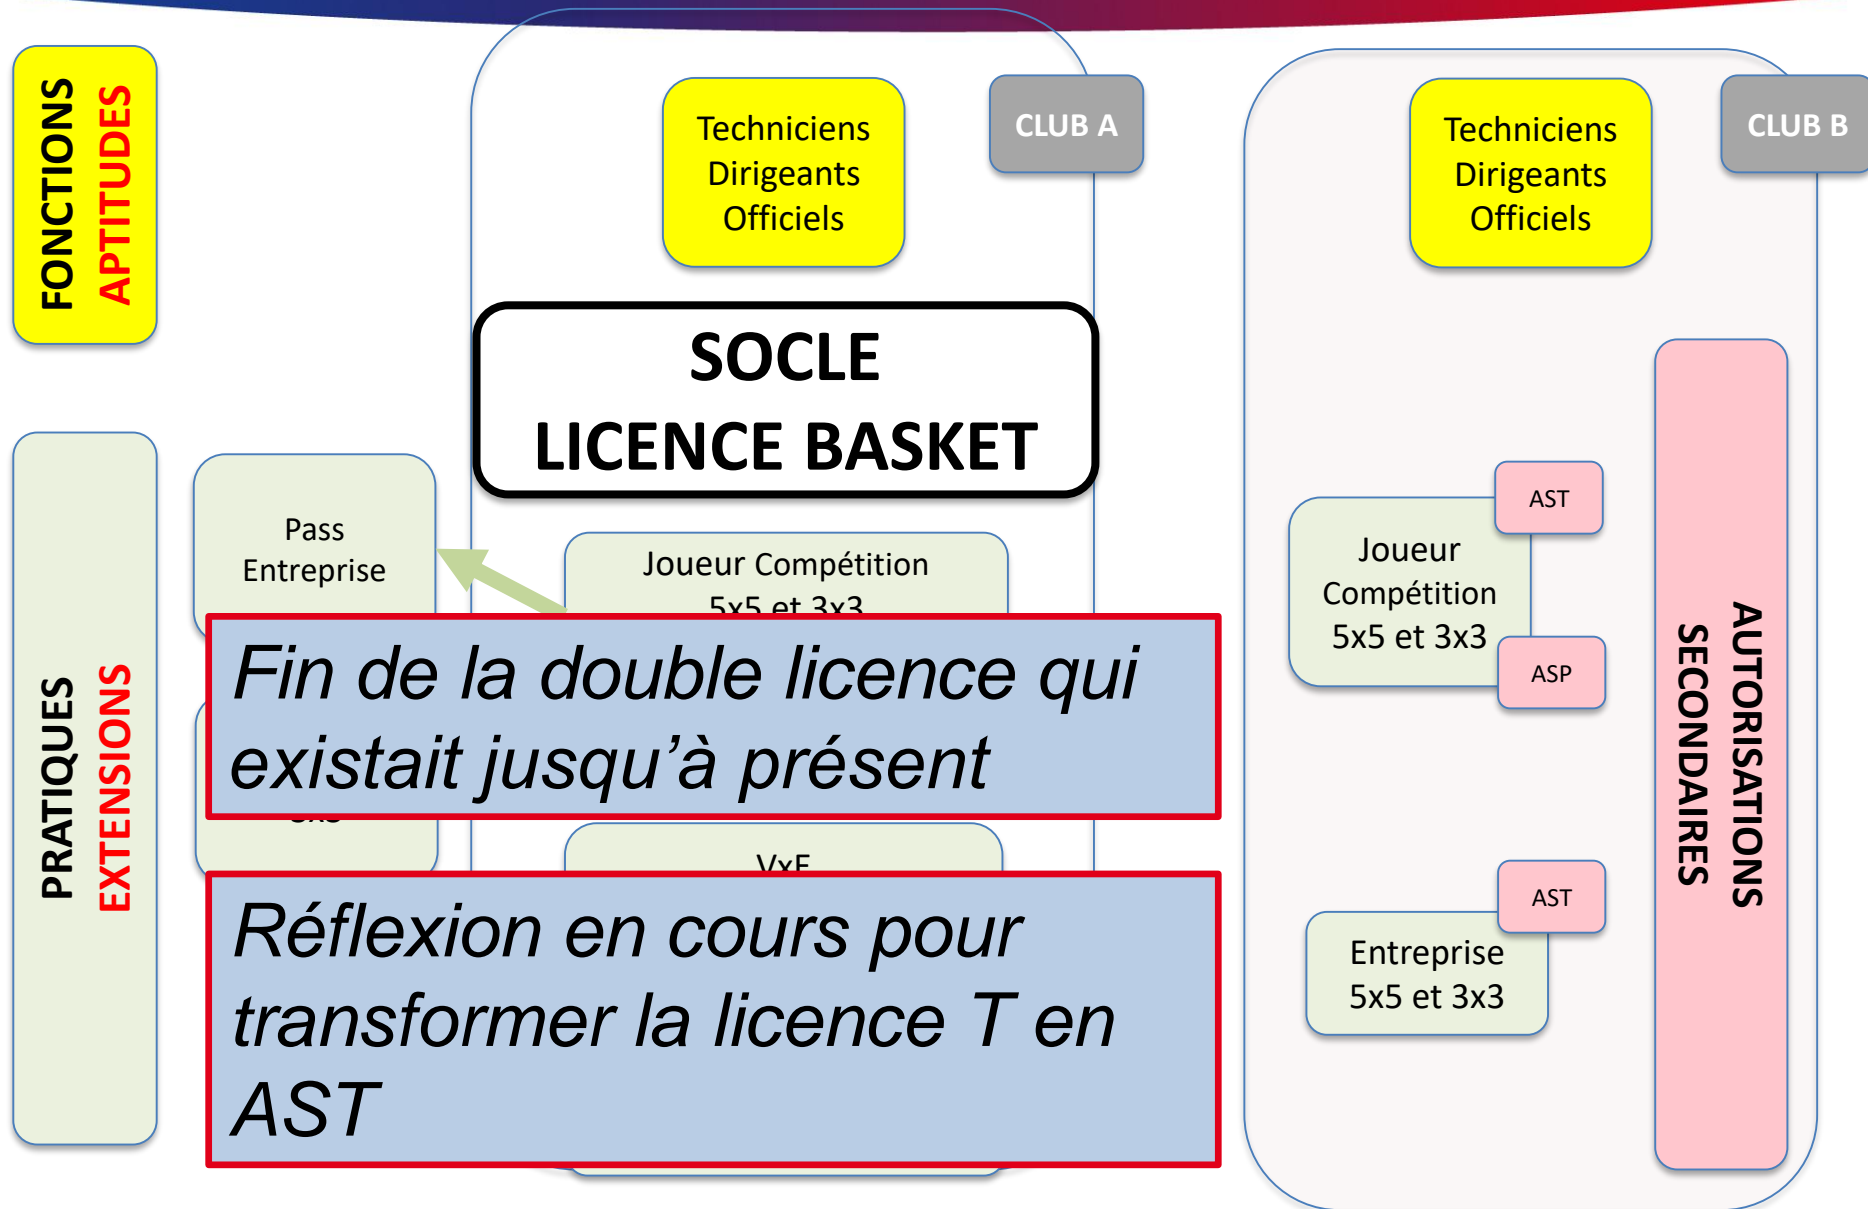 FONCTIONS
APTITUDES
Techniciens
Dirigeants
Officiels
CLUB A
Techniciens
Dirigeants
Officiels
CLUB B
SOCLE
LICENCE BASKET
PRATIQUES
EXTENSIONS
Pass
Entreprise
Joueur Compétition
5x5 et 3x3
Fin de la double licence qui
existait jusqu’à présent
VxE
Réflexion en cours pour
transformer la licence T en
AST
AST
Joueur
Compétition
5x5 et 3x3
ASP
AST
Entreprise
5x5 et 3x3
AUTORISATIONS
SECONDAIRES